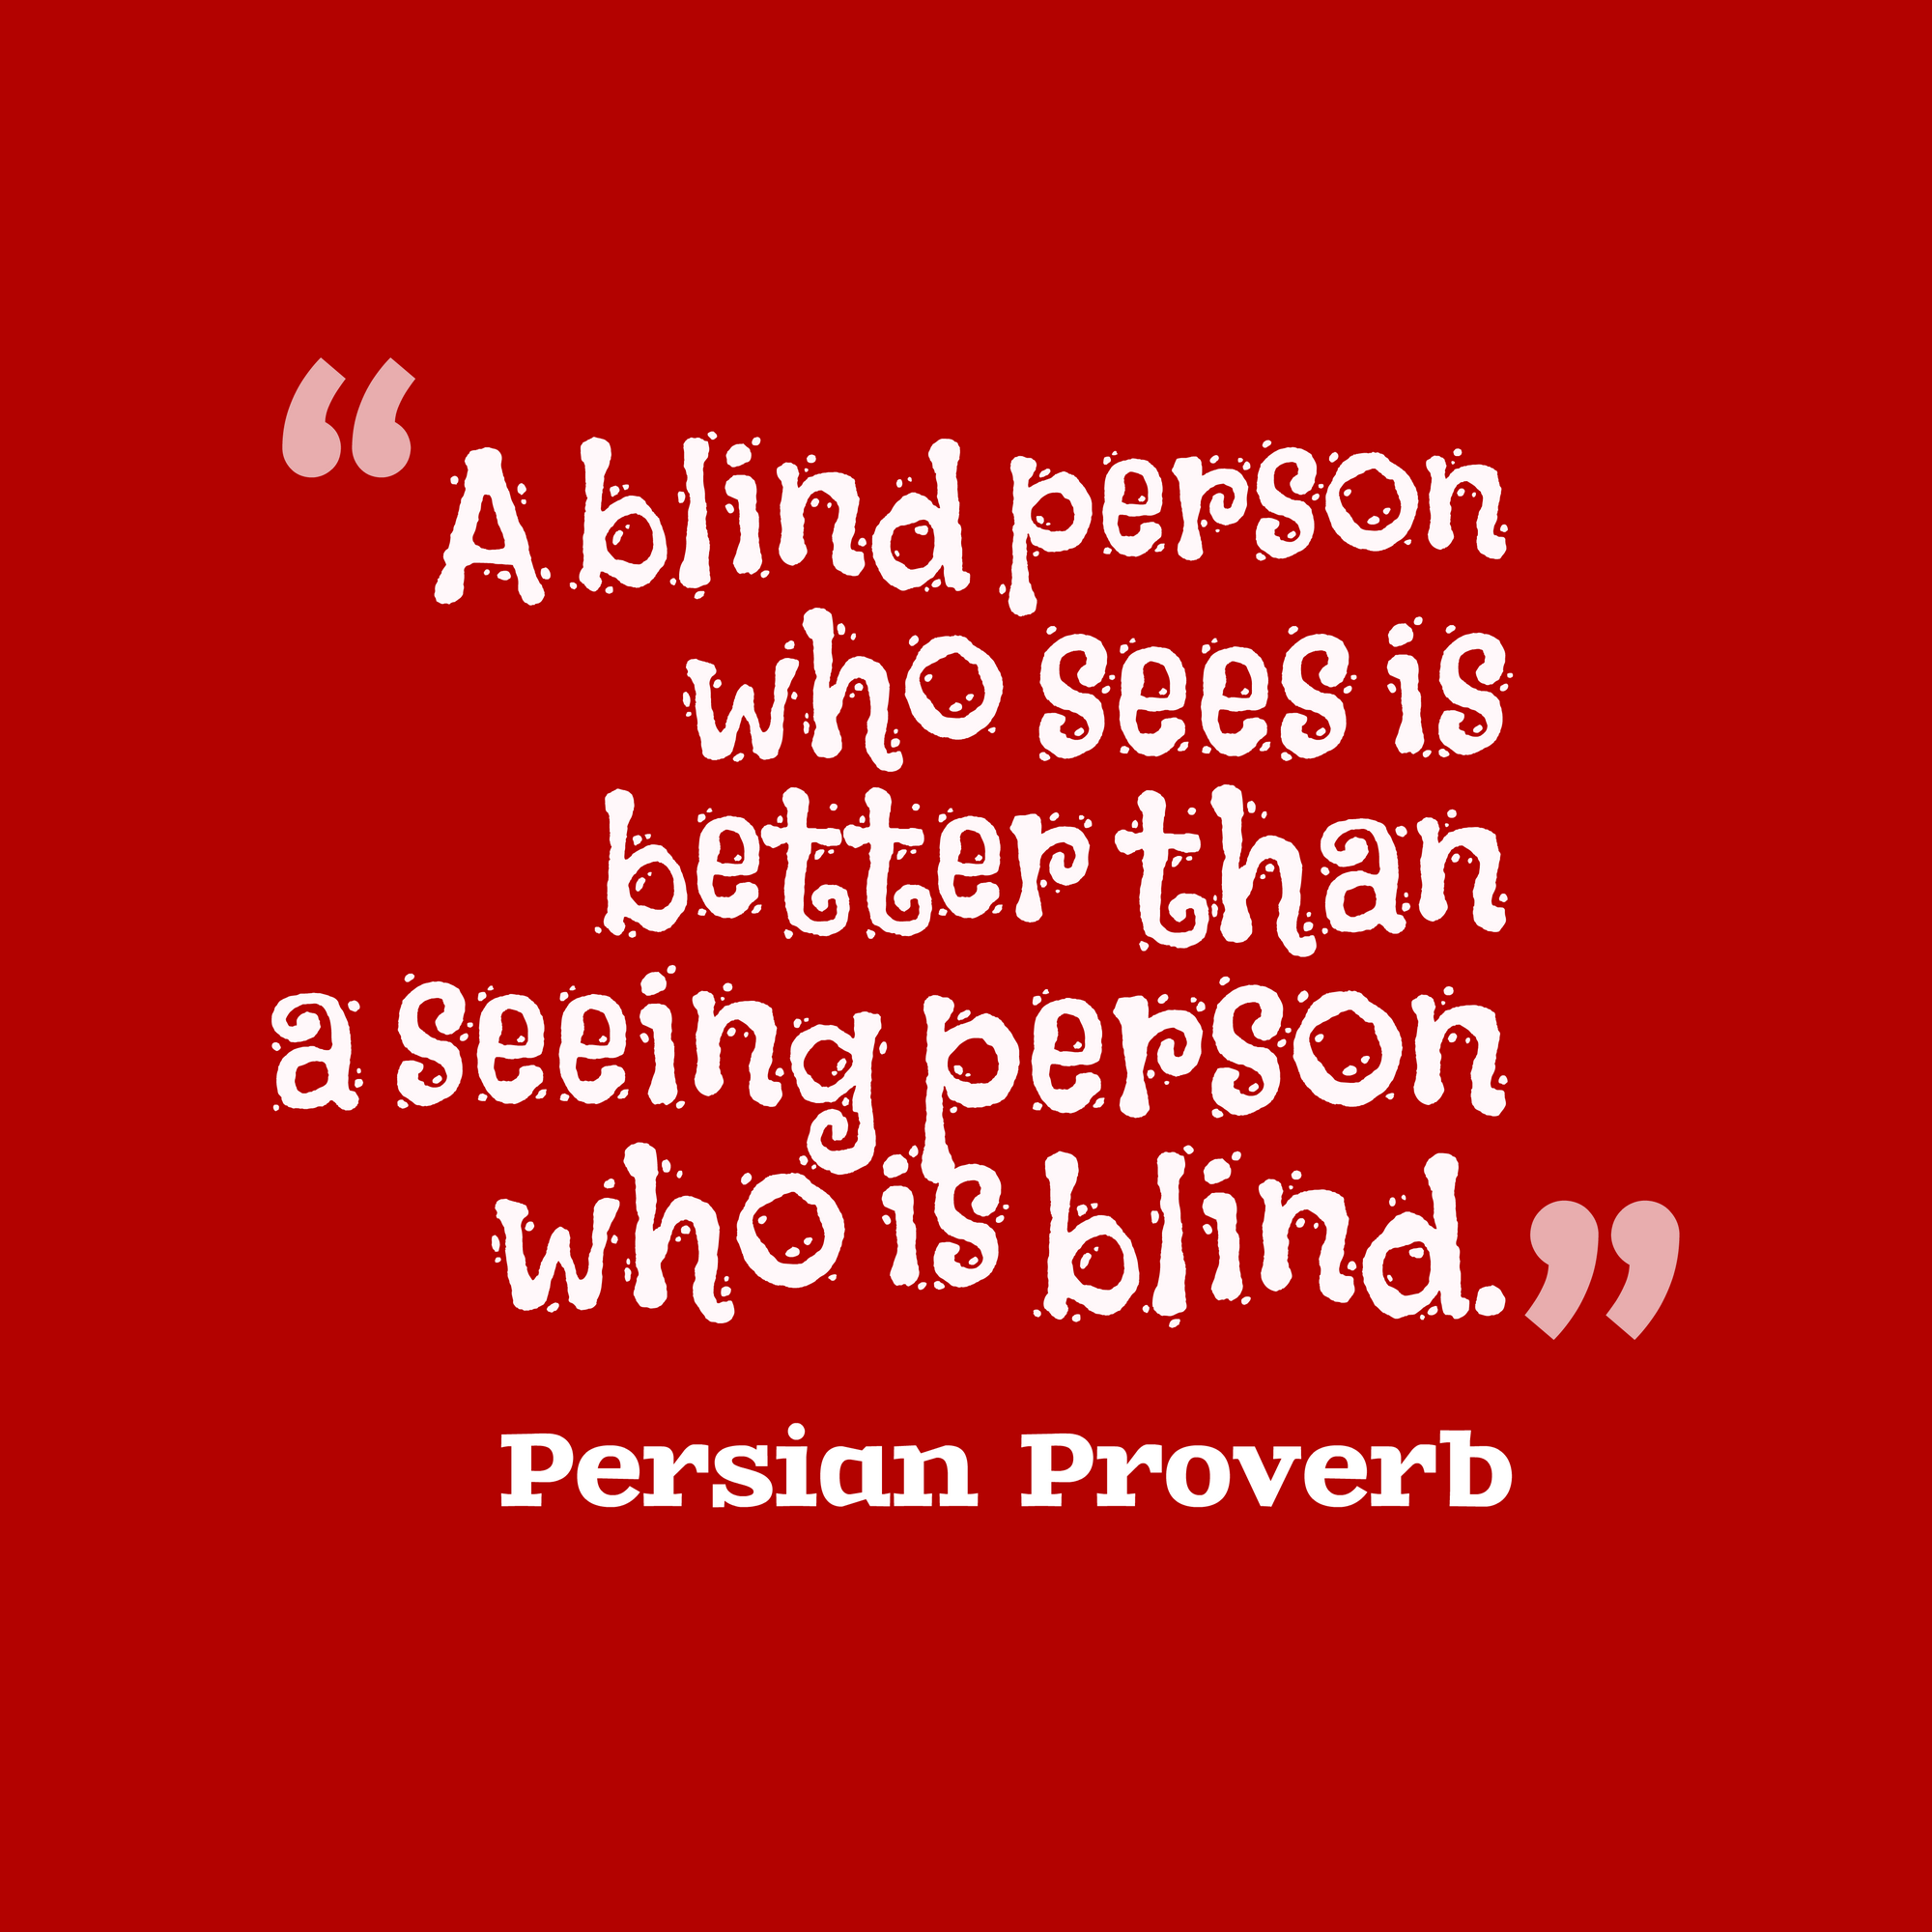 “A blind person
who sees is
better than
a seeing person
who is blind.”
Persian Proverb